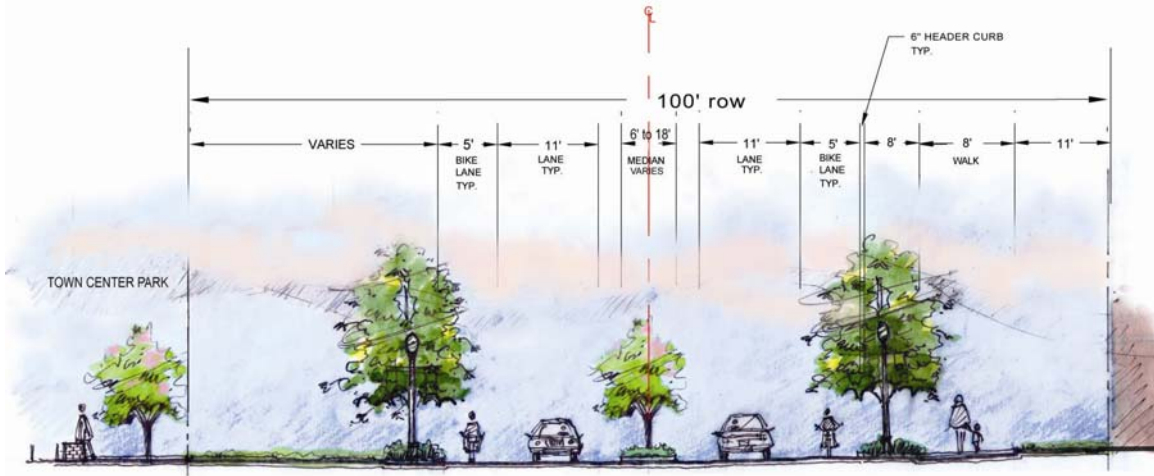 CL
6" HEADER CURB
TYP.
100' row
VARIES
5'
BIKE
LANE
TYP.
11'
LANE
TYP.
6' to 18'
MEDIAN
VARIES
11'
LANE
TYP.
5'
BIKE
LANE
TYP.
8'
8'
WALK
11'
TOWN CENTER PARK